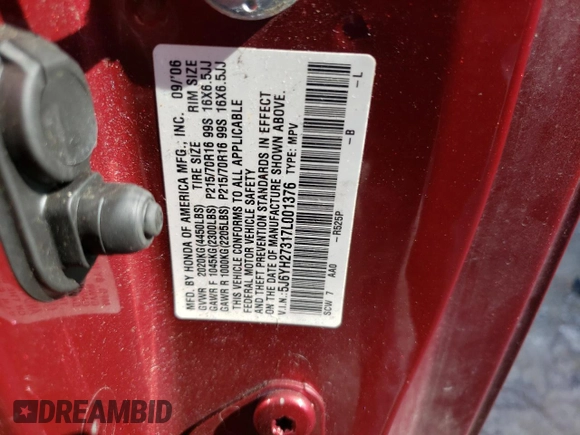 MFD. BY HONDA OF AMERICA MFG., INC. 09/'06
GVWR 2020KG(4450LBS) TIRE SIZE RIM SIZE
GAWR F 1045KG(2300LBS) P215/70R16 99S 16X6.5JJ
GAWR R 1000KG(2205LBS) P215/70R16 99S 16X6.5JJ
THIS VEHICLE CONFORMS TO ALL APPLICABLE
FEDERAL MOTOR VEHICLE SAFETY
AND THEFT PREVENTION STANDARDS IN EFFECT
ON THE DATE OF MANUFACTURE SHOWN ABOVE.
V.I.N.: 5J6YH27317L001376 TYPE: MPV
SCW 7 AAO - R525P - B - L
DREAMBID